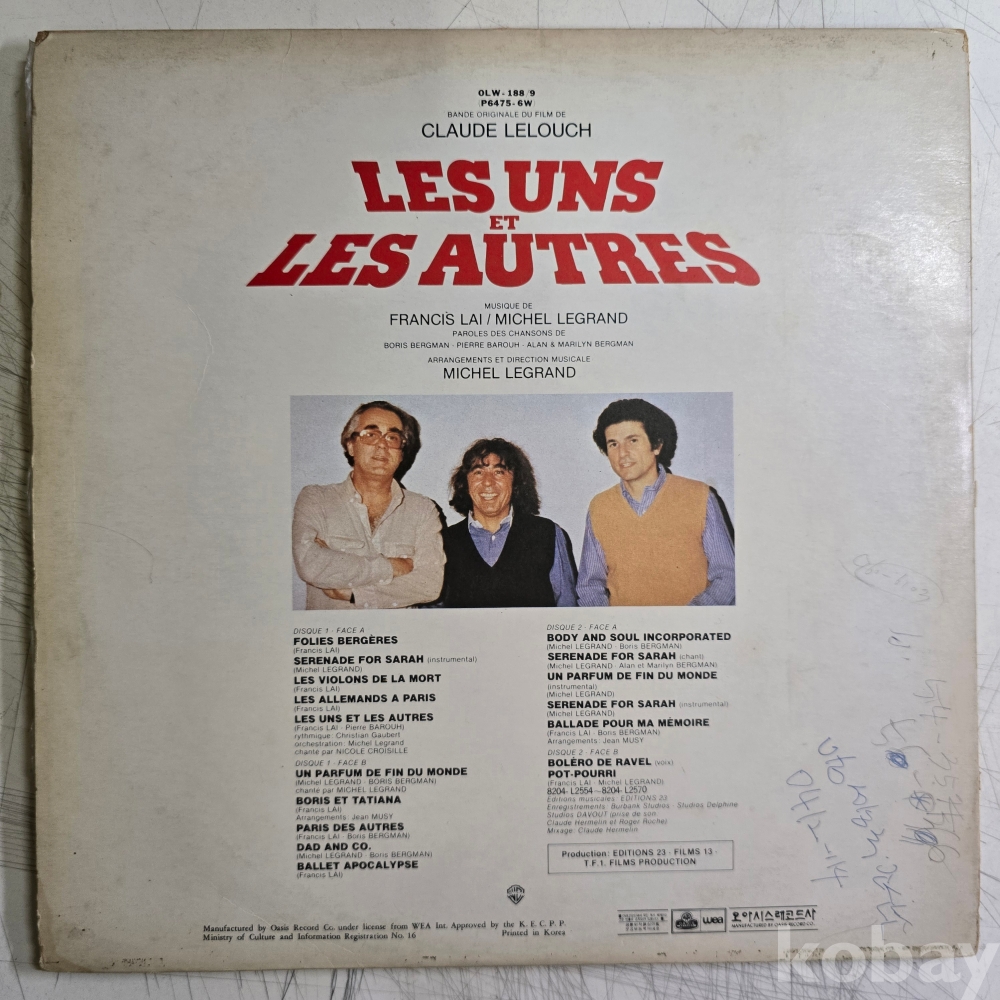 OLW-188/9
(P6475-6W)
BANDE ORIGINALE DU FILM DE
CLAUDE LELOUCH
LES UNS
ET
LES AUTRES
MUSIQUE DE
FRANCIS LAI / MICHEL LEGRAND
PAROLES DES CHANSONS DE
BORIS BERGMAN - PIERRE BAROUH - ALAN & MARILYN BERGMAN
ARRANGEMENTS ET DIRECTION MUSICALE
MICHEL LEGRAND
DISQUE 1 - FACE A
FOLIES BERGÈRES
(Francis LAI)
SERENADE FOR SARAH (instrumental)
(Michel LEGRAND)
LES VIOLONS DE LA MORT
(Francis LAI)
LES ALLEMANDS A PARIS
(Francis LAI)
LES UNS ET LES AUTRES
(Francis LAI - Pierre BAROUH)
rythmique: Christian Gaubert
orchestration: Michel Legrand
chante par NICOLE CROISILLE
DISQUE 1 - FACE B
UN PARFUM DE FIN DU MONDE
(Michel LEGRAND - BORIS BERGMAN)
chante par MICHEL LEGRAND
BORIS ET TATIANA
(Francis LAI)
Arrangements: Jean MUSY
PARIS DES AUTRES
(Francis LAI - Boris BERGMAN)
DAD AND CO.
(Michel LEGRAND - Boris BERGMAN)
BALLET APOCALYPSE
(Francis LAI)
DISQUE 2 - FACE A
BODY AND SOUL INCORPORATED
(Michel LEGRAND - Boris BERGMAN)
SERENADE FOR SARAH (chant)
(Michel LEGRAND - Alan et Marilyn BERGMAN)
UN PARFUM DE FIN DU MONDE
(instrumental)
(Michel LEGRAND)
SERENADE FOR SARAH (instrumental)
(Michel LEGRAND)
BALLADE POUR MA MÉMOIRE
(Francis LAI - Boris BERGMAN)
Arrangements: Jean MUSY
DISQUE 2 - FACE B
BOLÉRO DE RAVEL (voix)
POT-POURRI
(Francis LAI - Michel LEGRAND)
8204-L2554~8204-L2570
Editions musicales: EDITIONS 23
Enregistrements: Burbank Studios - Studios Delphine
Studios DAVOUT (prise de son:
Claude Hermelin et Roger Roche)
Mixage: Claude Hermelin
Production: EDITIONS 23 - FILMS 13 -
T.F.1. FILMS PRODUCTION
Manufactured by Oasis Record Co. under license from WEA Int. Approved by the K.E.C.P.P.
Ministry of Culture and Information Registration No. 16
Printed in Korea
wea
오아시스레코드사
MANUFACTURED BY OASIS RECORD CO.
kobay